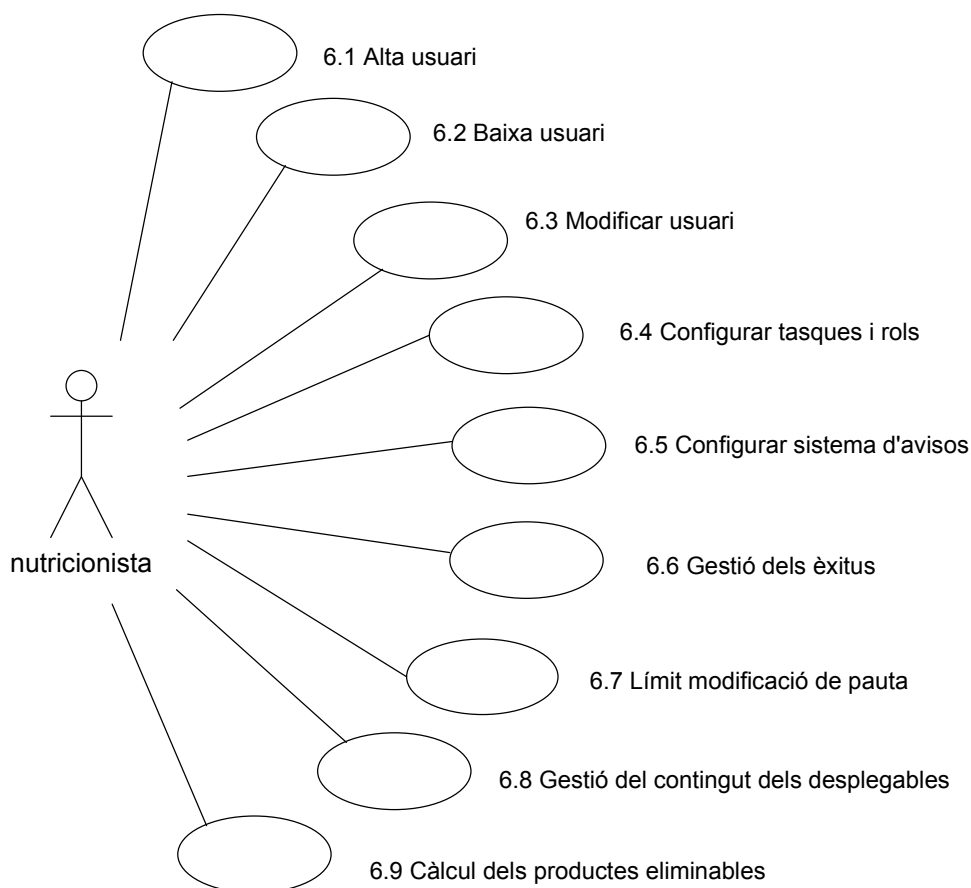 6.1 Alta usuari
6.2 Baixa usuari
6.3 Modificar usuari
6.4 Configurar tasques i rols
6.5 Configurar sistema d'avisos
nutricionista
6.6 Gestió dels èxitus
6.7 Límit modificació de pauta
6.8 Gestió del contingut dels desplegables
6.9 Càlcul dels productes eliminables